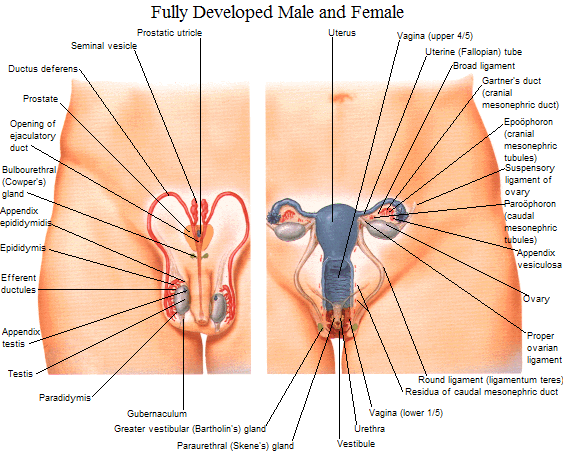 Fully Developed Male and Female
Prostatic utricle
Seminal vesicle
Ductus deferens
Prostate
Opening of
ejaculatory
duct
Bulbourethral
(Cowper's)
gland
Appendix
epididymidis
Epididymis
Efferent
ductules
Appendix
testis
Testis
Paradidymis
Gubernaculum
Uterus
Vagina (upper 4/5)
Uterine (Fallopian) tube
Broad ligament
Gartner's duct
(cranial
mesonephric duct)
Epoöphoron
(cranial
mesonephric
tubules)
Suspensory
ligament of
ovary
Paroöphoron
(caudal
mesonephric
tubules)
Appendix
vesiculosa
Ovary
Proper
ovarian
ligament
Round ligament (ligamentum teres)
Residua of caudal mesonephric duct
Vagina (lower 1/5)
Urethra
Vestibule
Greater vestibular (Bartholin's) gland
Paraurethral (Skene's) gland